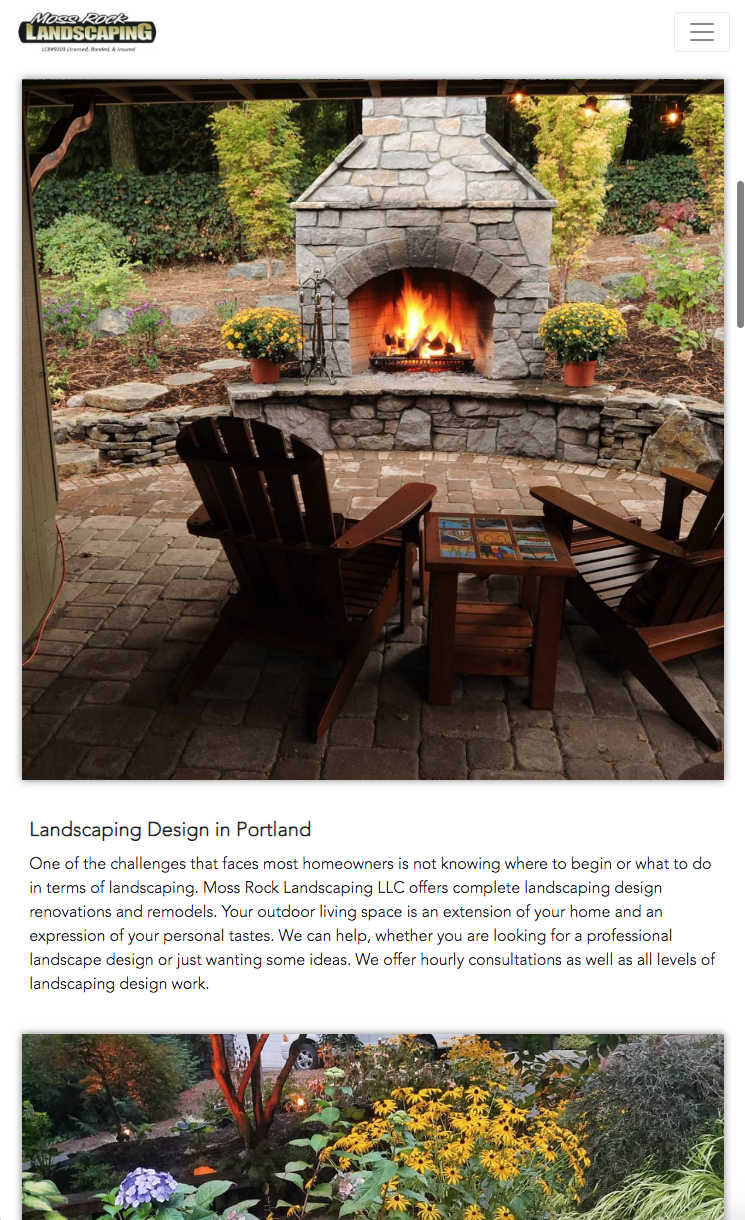 Moss Rock
LANDSCAPING
LCB#9203 Licensed, Bonded, & Insured
Landscaping Design in Portland
One of the challenges that faces most homeowners is not knowing where to begin or what to do
in terms of landscaping. Moss Rock Landscaping LLC offers complete landscaping design
renovations and remodels. Your outdoor living space is an extension of your home and an
expression of your personal tastes. We can help, whether you are looking for a professional
landscape design or just wanting some ideas. We offer hourly consultations as well as all levels of
landscaping design work.